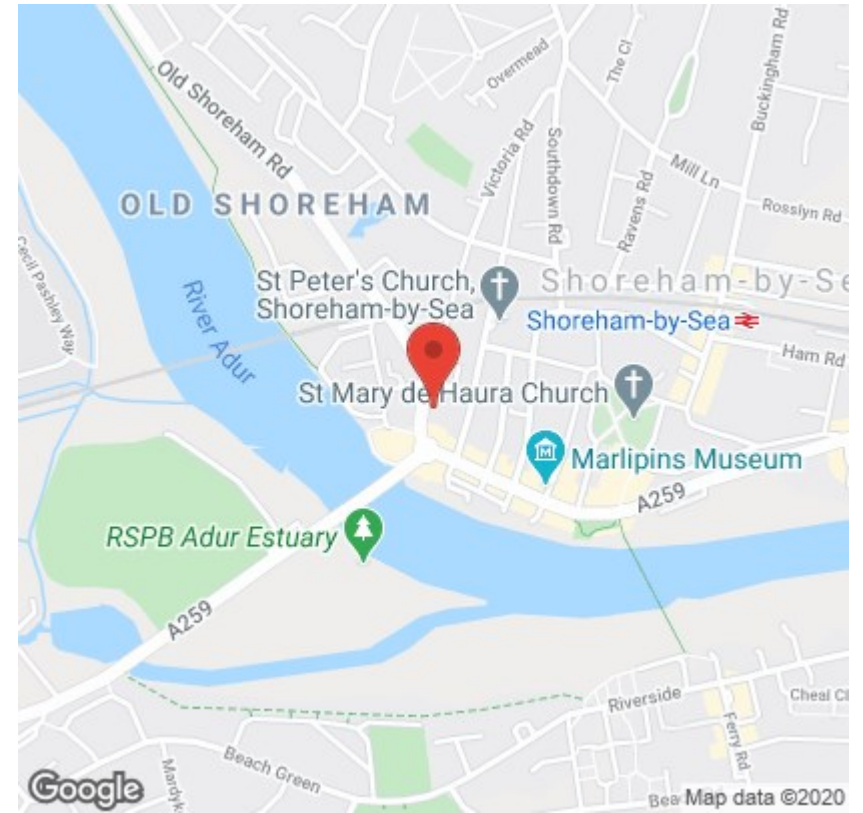 Overmead
The Cl
Buckingham Rd
Old Shoreham Rd
Victoria Rd
Southdown Rd
Mill Ln
Ravens Rd
Rosslyn Rd
OLD SHOREHAM
Cecil Pashley Way
River Adur
St Peter's Church,
Shoreham-by-Sea
Shoreham-by-Se
Shoreham-by-Sea
Ham Rd
St Mary de Haura Church
M
Marlipins Museum
A259
RSPB Adur Estuary
A259
Riverside
Cheal Cl
Ferry Rd
Beach Green
Mardyk
Google
Bea
Map data ©2020